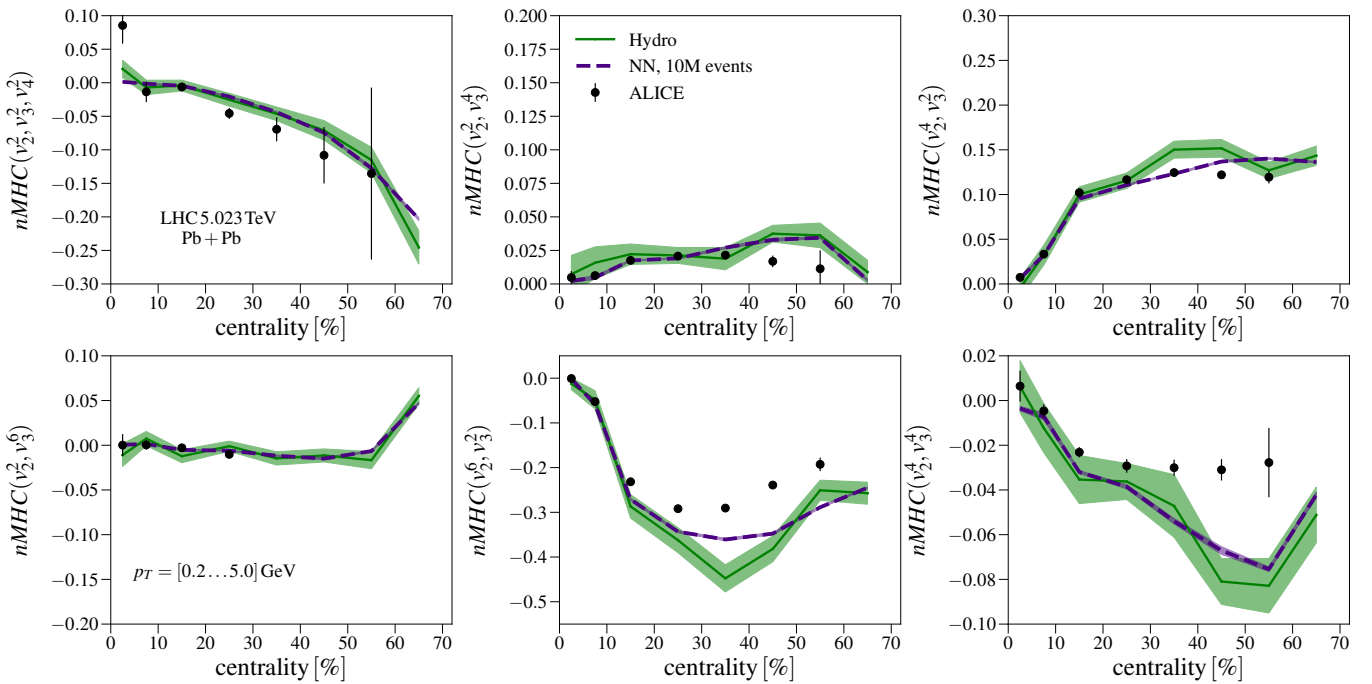 0.10
0.05
0.00
−0.05
−0.10
−0.15
−0.20
−0.25
−0.30
nMHC(v₂², v₃², v₄²)
LHC 5.023 TeV
Pb + Pb
0 10 20 30 40 50 60 70
centrality [%]
0.200
0.175
0.150
0.125
0.100
0.075
0.050
0.025
0.000
nMHC(v₂², v₃⁴)
Hydro
NN, 10M events
ALICE
0 10 20 30 40 50 60 70
centrality [%]
0.30
0.25
0.20
0.15
0.10
0.05
0.00
nMHC(v₂⁴, v₃²)
0 10 20 30 40 50 60 70
centrality [%]
0.10
0.05
0.00
−0.05
−0.10
−0.15
−0.20
nMHC(v₂², v₃⁶)
p_T = [0.2…5.0] GeV
0 10 20 30 40 50 60 70
centrality [%]
0.0
−0.1
−0.2
−0.3
−0.4
−0.5
nMHC(v₂⁶, v₃²)
0 10 20 30 40 50 60 70
centrality [%]
0.02
0.00
−0.02
−0.04
−0.06
−0.08
−0.10
nMHC(v₂⁴, v₃⁴)
0 10 20 30 40 50 60 70
centrality [%]